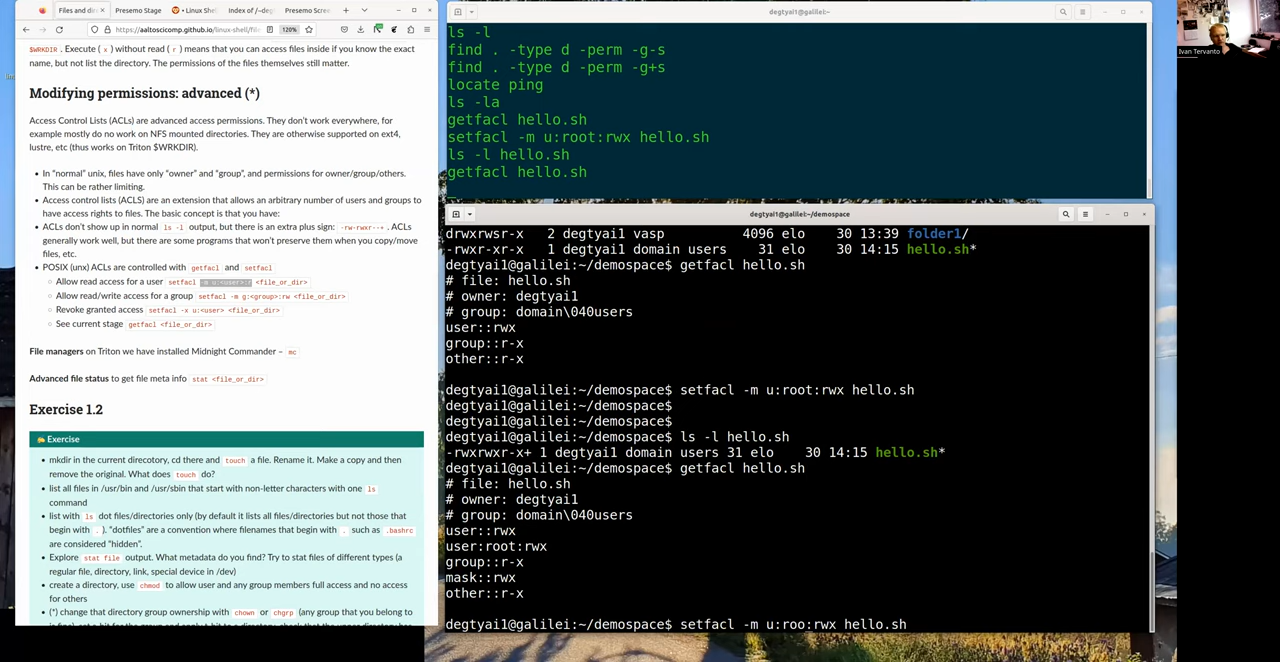 Files and dir
Presemo Stage
• Linux Shel
Index of /~deg
Presemo Scree
https://aaltoscicomp.github.io/linux-shell/file
120%
$WRKDIR . Execute ( x ) without read ( r ) means that you can access files inside if you know the exact
name, but not list the directory. The permissions of the files themselves still matter.
Modifying permissions: advanced (*)
Access Control Lists (ACLs) are advanced access permissions. They don't work everywhere, for
example mostly do no work on NFS mounted directories. They are otherwise supported on ext4,
lustre, etc (thus works on Triton $WRKDIR).
• In "normal" unix, files have only "owner" and "group", and permissions for owner/group/others.
This can be rather limiting.
• Access control lists (ACLS) are an extension that allows an arbitrary number of users and groups to
have access rights to files. The basic concept is that you have:
• ACLs don't show up in normal ls -l output, but there is an extra plus sign: -rw-rwxr--+ . ACLs
generally work well, but there are some programs that won't preserve them when you copy/move
files, etc.
• POSIX (unx) ACLs are controlled with getfacl and setfacl
Allow read access for a user setfacl -m u:<user>:r <file_or_dir>
Allow read/write access for a group setfacl -m g:<group>:rw <file_or_dir>
Revoke granted access setfacl -x u:<user> <file_or_dir>
See current stage getfacl <file_or_dir>
File managers on Triton we have installed Midnight Commander – mc
Advanced file status to get file meta info stat <file_or_dir>
Exercise 1.2
Exercise
• mkdir in the current direcotory, cd there and touch a file. Rename it. Make a copy and then
remove the original. What does touch do?
• list all files in /usr/bin and /usr/sbin that start with non-letter characters with one ls
command
• list with ls dot files/directories only (by default it lists all files/directories but not those that
begin with . ). "dotfiles" are a convention where filenames that begin with . such as .bashrc
are considered "hidden".
• Explore stat file output. What metadata do you find? Try to stat files of different types (a
regular file, directory, link, special device in /dev)
• create a directory, use chmod to allow user and any group members full access and no access
for others
• (*) change that directory group ownership with chown or chgrp (any group that you belong to
degtyai1@galilei:~
ls -l
find . -type d -perm -g-s
find . -type d -perm -g+s
locate ping
ls -la
getfacl hello.sh
setfacl -m u:root:rwx hello.sh
ls -l hello.sh
getfacl hello.sh
degtyai1@galilei:~/demospace
drwxrwsr-x 2 degtyai1 vasp 4096 elo 30 13:39 folder1/
-rwxr-xr-x 1 degtyai1 domain users 31 elo 30 14:15 hello.sh*
degtyai1@galilei:~/demospace$ getfacl hello.sh
# file: hello.sh
# owner: degtyai1
# group: domain\040users
user::rwx
group::r-x
other::r-x
degtyai1@galilei:~/demospace$ setfacl -m u:root:rwx hello.sh
degtyai1@galilei:~/demospace$
degtyai1@galilei:~/demospace$
degtyai1@galilei:~/demospace$ ls -l hello.sh
-rwxrwxr-x+ 1 degtyai1 domain users 31 elo 30 14:15 hello.sh*
degtyai1@galilei:~/demospace$ getfacl hello.sh
# file: hello.sh
# owner: degtyai1
# group: domain\040users
user::rwx
user:root:rwx
group::r-x
mask::rwx
other::r-x
degtyai1@galilei:~/demospace$ setfacl -m u:roo:rwx hello.sh
Ivan Tervanto